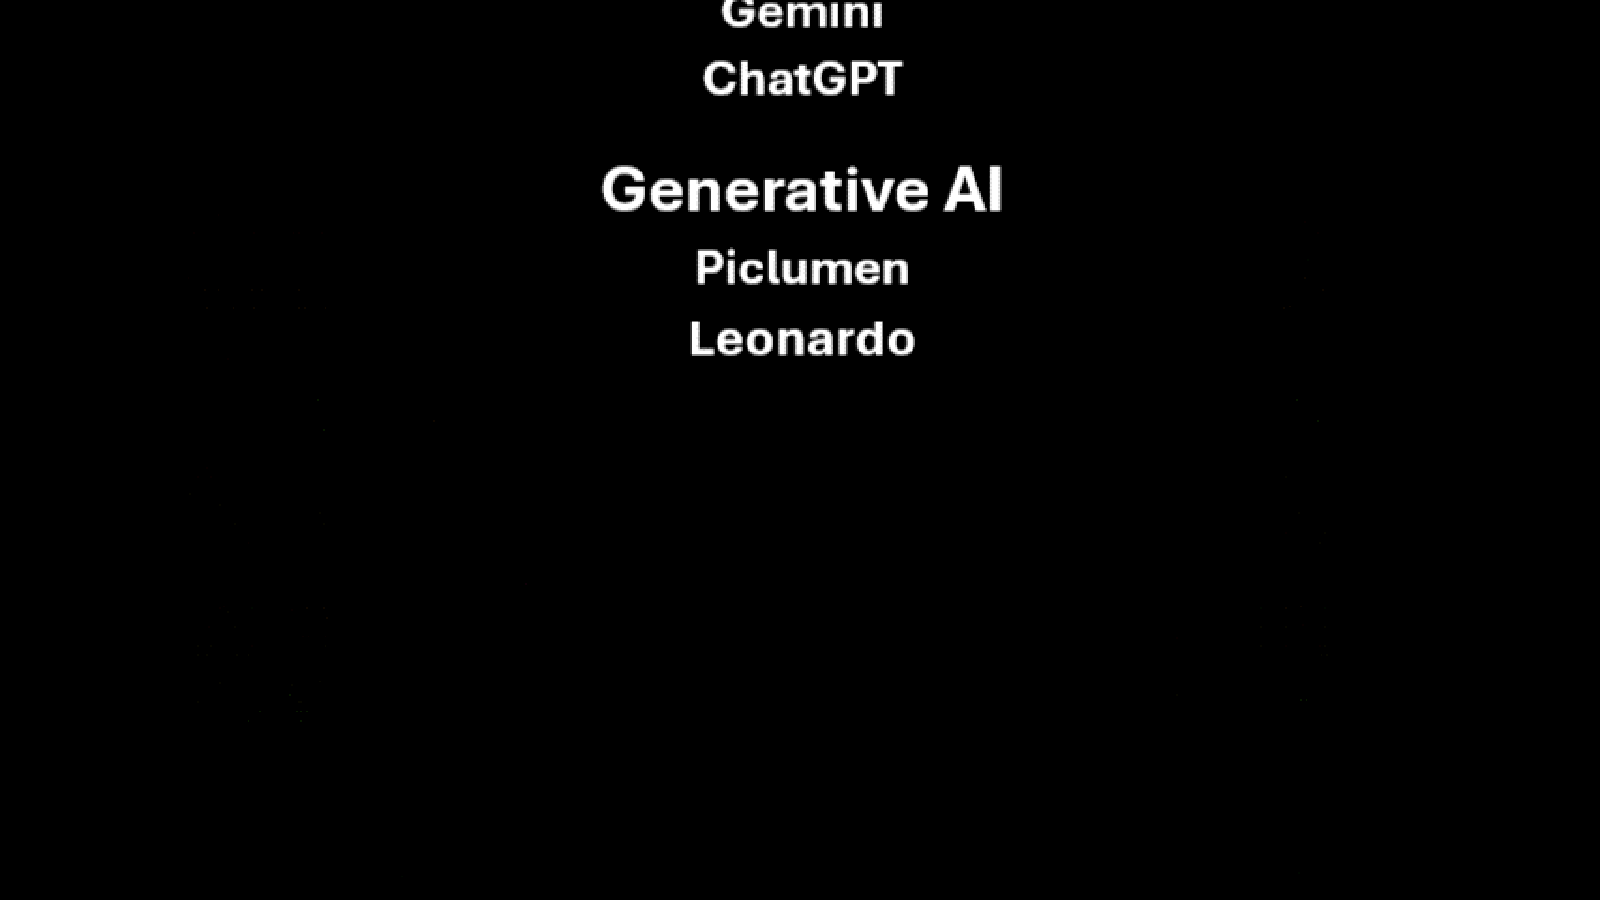 Gemini
ChatGPT
Generative AI
Piclumen
Leonardo